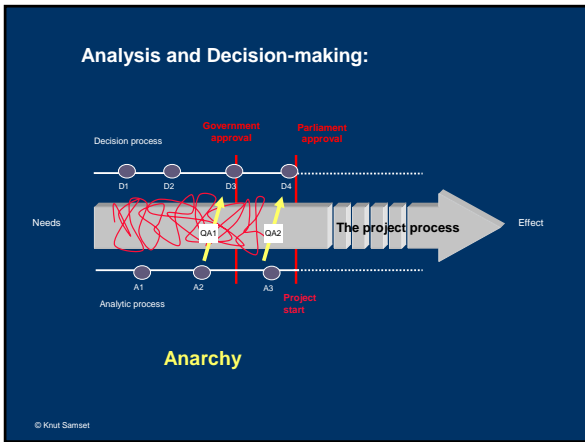 Analysis and Decision-making:
Government
approval
Parliament
approval
Decision process
D1 D2 D3 D4
Needs
QA1
QA2
The project process
Effect
A1 A2 A3
Analytic process
Project
start
Anarchy
© Knut Samset